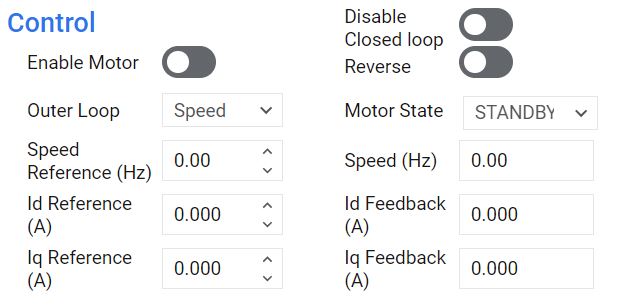 Control
Disable
Closed loop
Enable Motor
Reverse
Outer Loop
Speed
Motor State
STANDBY
Speed
Reference (Hz)
0.00
Speed (Hz)
0.00
Id Reference
(A)
0.000
Id Feedback
(A)
0.000
Iq Reference
(A)
0.000
Iq Feedback
(A)
0.000